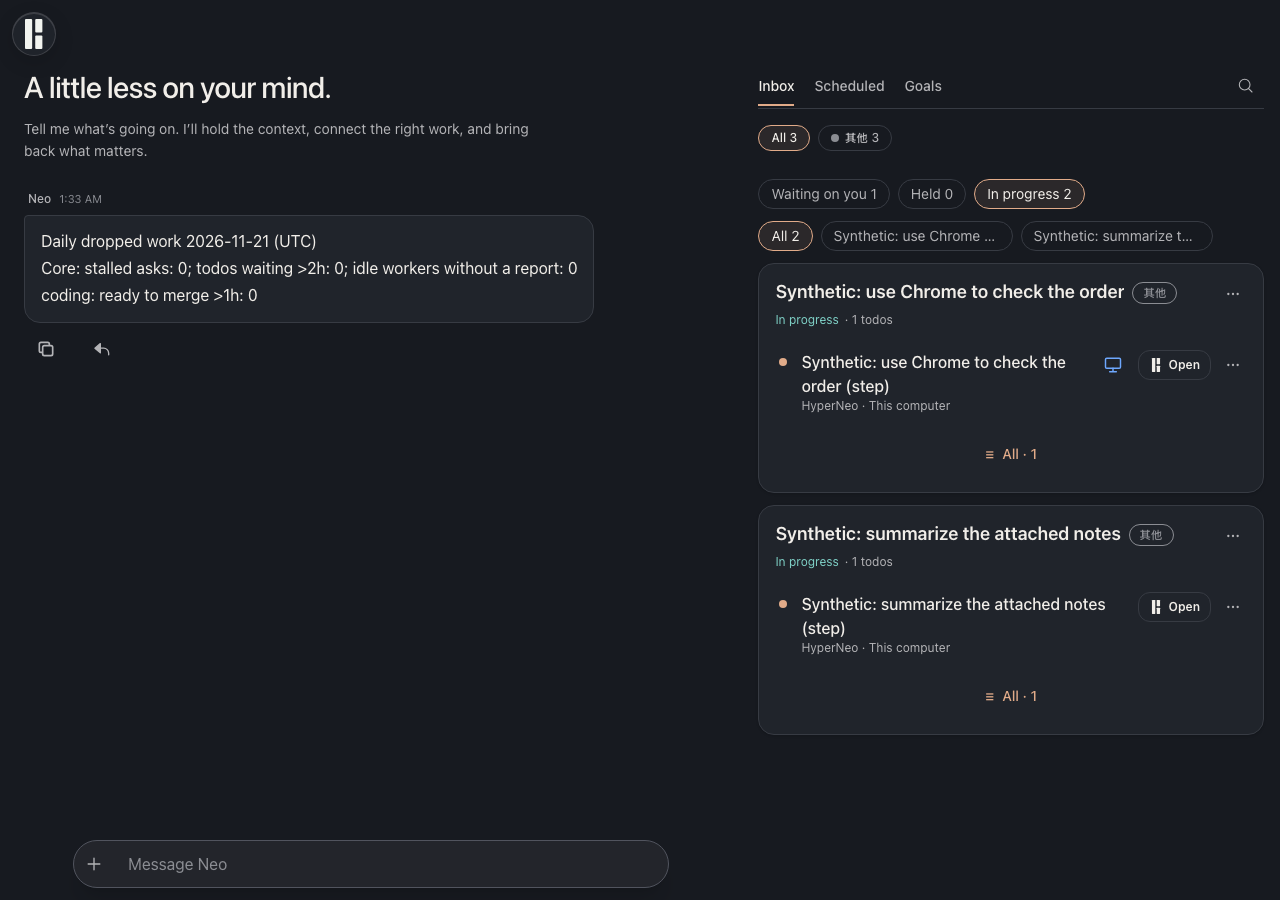 A little less on your mind.
Tell me what’s going on. I’ll hold the context, connect the right work, and bring
back what matters.
Neo 1:33 AM
Daily dropped work 2026-11-21 (UTC)
Core: stalled asks: 0; todos waiting >2h: 0; idle workers without a report: 0
coding: ready to merge >1h: 0
Message Neo
Inbox Scheduled Goals
All 3 其他 3
Waiting on you 1 Held 0 In progress 2
All 2 Synthetic: use Chrome ... Synthetic: summarize t...
Synthetic: use Chrome to check the order 其他
In progress · 1 todos
Synthetic: use Chrome to check the
order (step)
Open
HyperNeo · This computer
All · 1
Synthetic: summarize the attached notes 其他
In progress · 1 todos
Synthetic: summarize the attached notes
(step)
Open
HyperNeo · This computer
All · 1